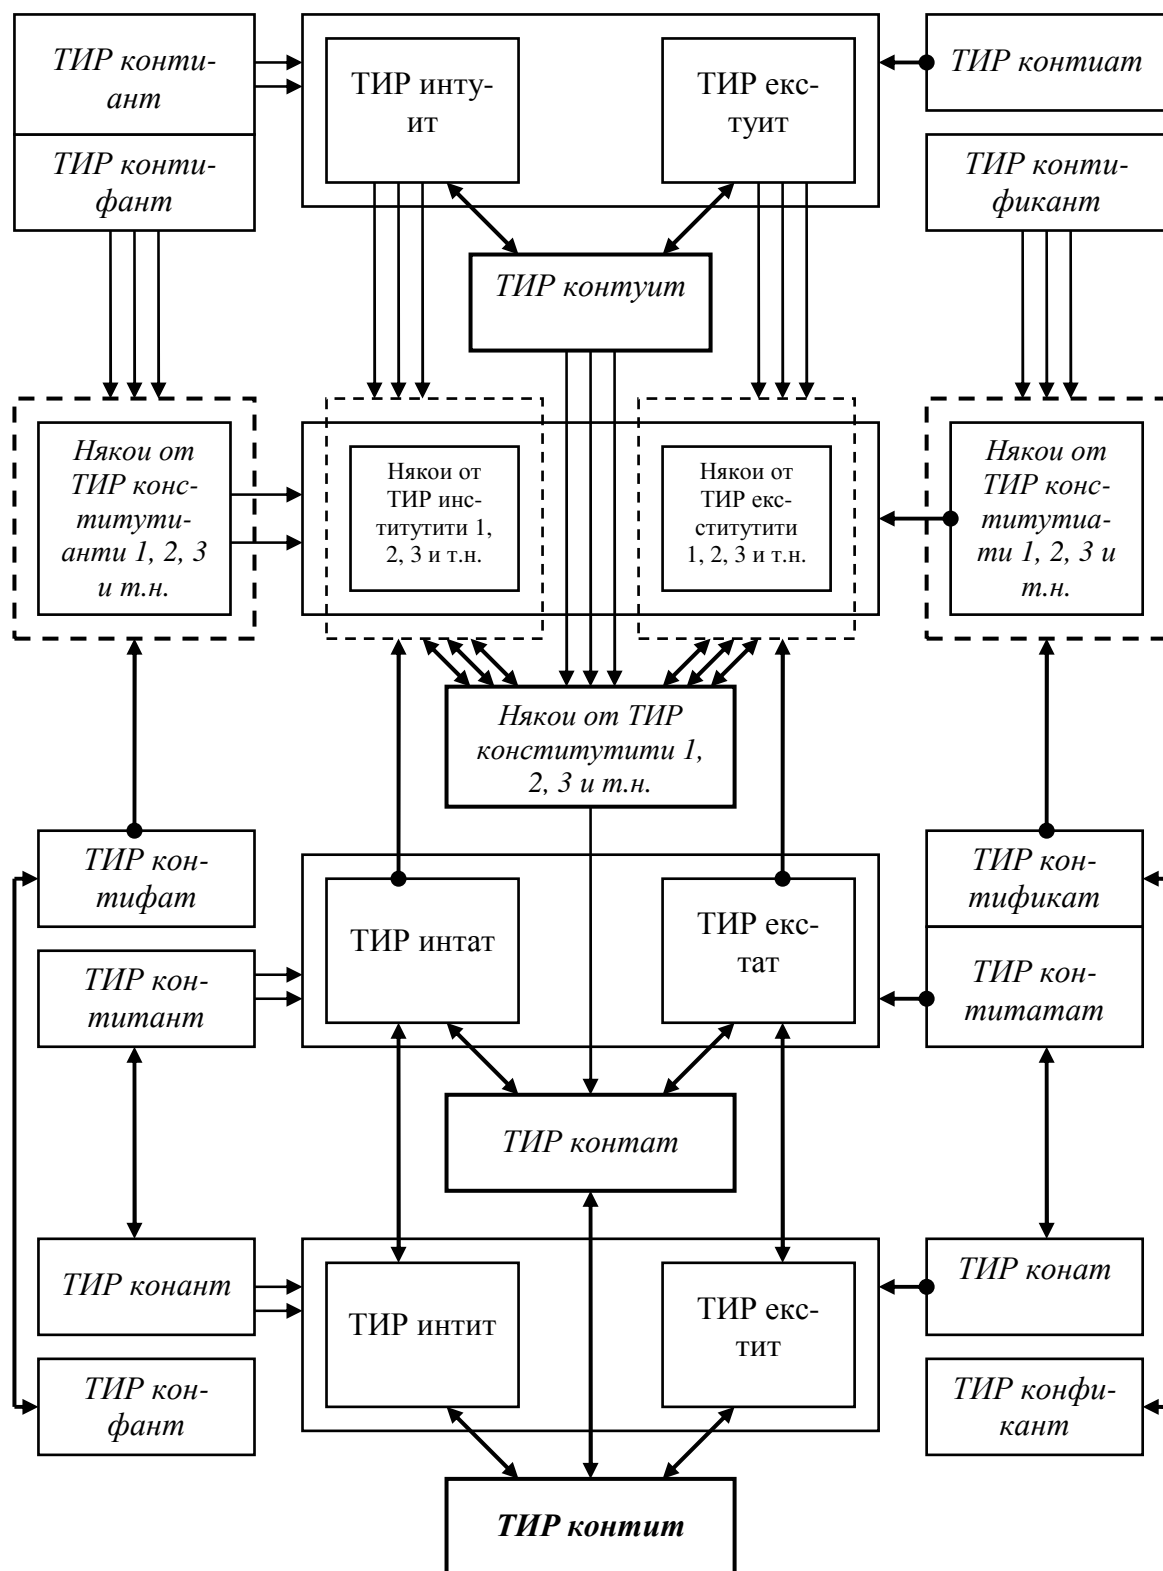 ТИР конти-
ант
ТИР инту-
ит
ТИР екс-
туит
ТИР контиат
ТИР конти-
фант
ТИР конти-
фикант
ТИР контуит
Някои от
ТИР конс-
титути-
анти 1, 2, 3
и т.н.
Някои от
ТИР инс-
титутити 1,
2, 3 и т.н.
Някои от
ТИР екс-
ститутити
1, 2, 3 и т.н.
Някои от
ТИР конс-
титутиа-
ти 1, 2, 3 и
т.н.
Някои от ТИР
конститутити 1,
2, 3 и т.н.
ТИР кон-
тифат
ТИР кон-
тификат
ТИР интат
ТИР екс-
тат
ТИР кон-
титант
ТИР кон-
титатат
ТИР контат
ТИР конант
ТИР интит
ТИР екс-
тит
ТИР конат
ТИР кон-
фант
ТИР конфи-
кант
ТИР контит